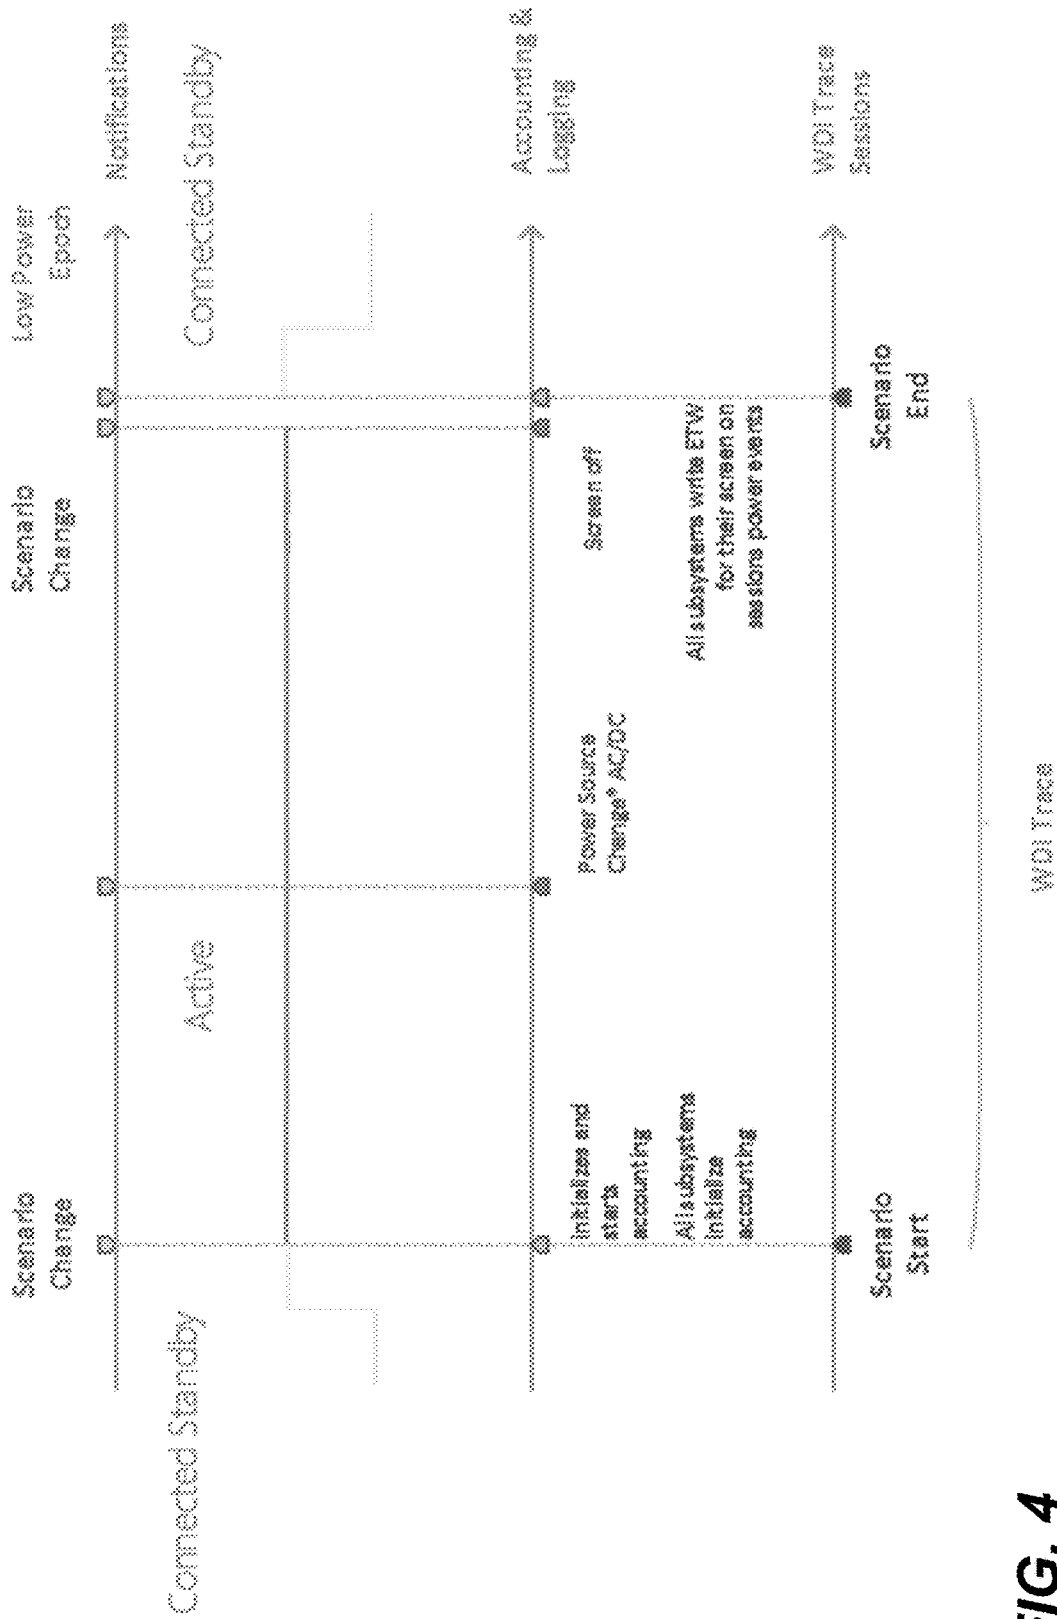 Scenario
Change
Scenario
Change
Low Power
Epoch
Notifications
Connected Standby
Active
Connected Standby
Accounting &
Logging
Initializes and
starts
accounting
Power Source
Change* AC/DC
Screen off
All subsystems
initialize
accounting
All subsystems write ETW
for their screen on
sessions power events
WDI Trace
Sessions
Scenario
Start
Scenario
End
WDI Trace
FIG. 4